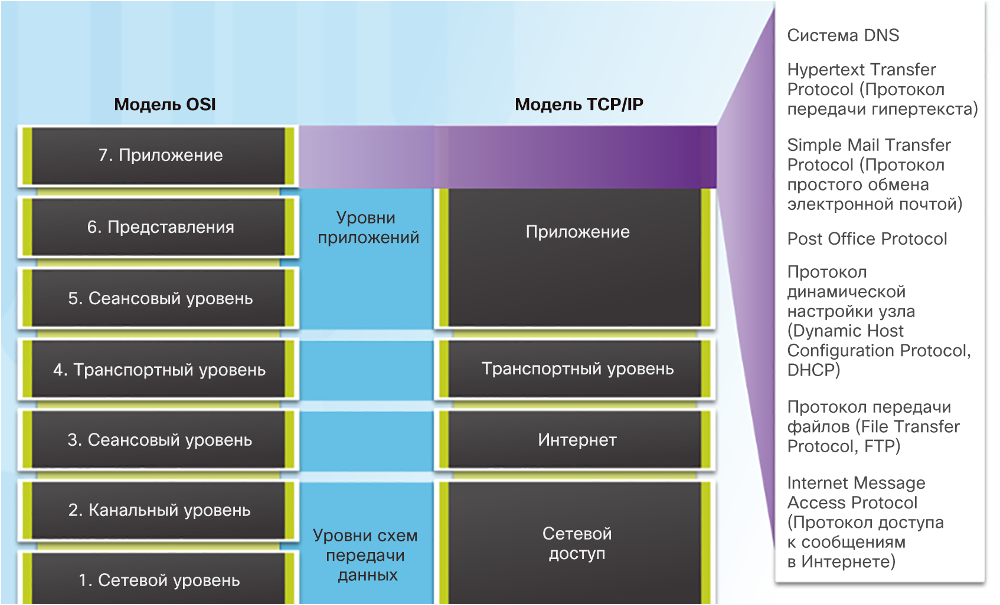 Модель OSI
Модель TCP/IP
7. Приложение
6. Представления
5. Сеансовый уровень
4. Транспортный уровень
3. Сеансовый уровень
2. Канальный уровень
1. Сетевой уровень
Уровни
приложений
Уровни схем
передачи
данных
Приложение
Транспортный уровень
Интернет
Сетевой
доступ
Система DNS
Hypertext Transfer
Protocol (Протокол
передачи гипертекста)
Simple Mail Transfer
Protocol (Протокол
простого обмена
электронной почтой)
Post Office Protocol
Протокол
динамической
настройки узла
(Dynamic Host
Configuration Protocol,
DHCP)
Протокол передачи
файлов (File Transfer
Protocol, FTP)
Internet Message
Access Protocol
(Протокол доступа
к сообщениям
в Интернете)